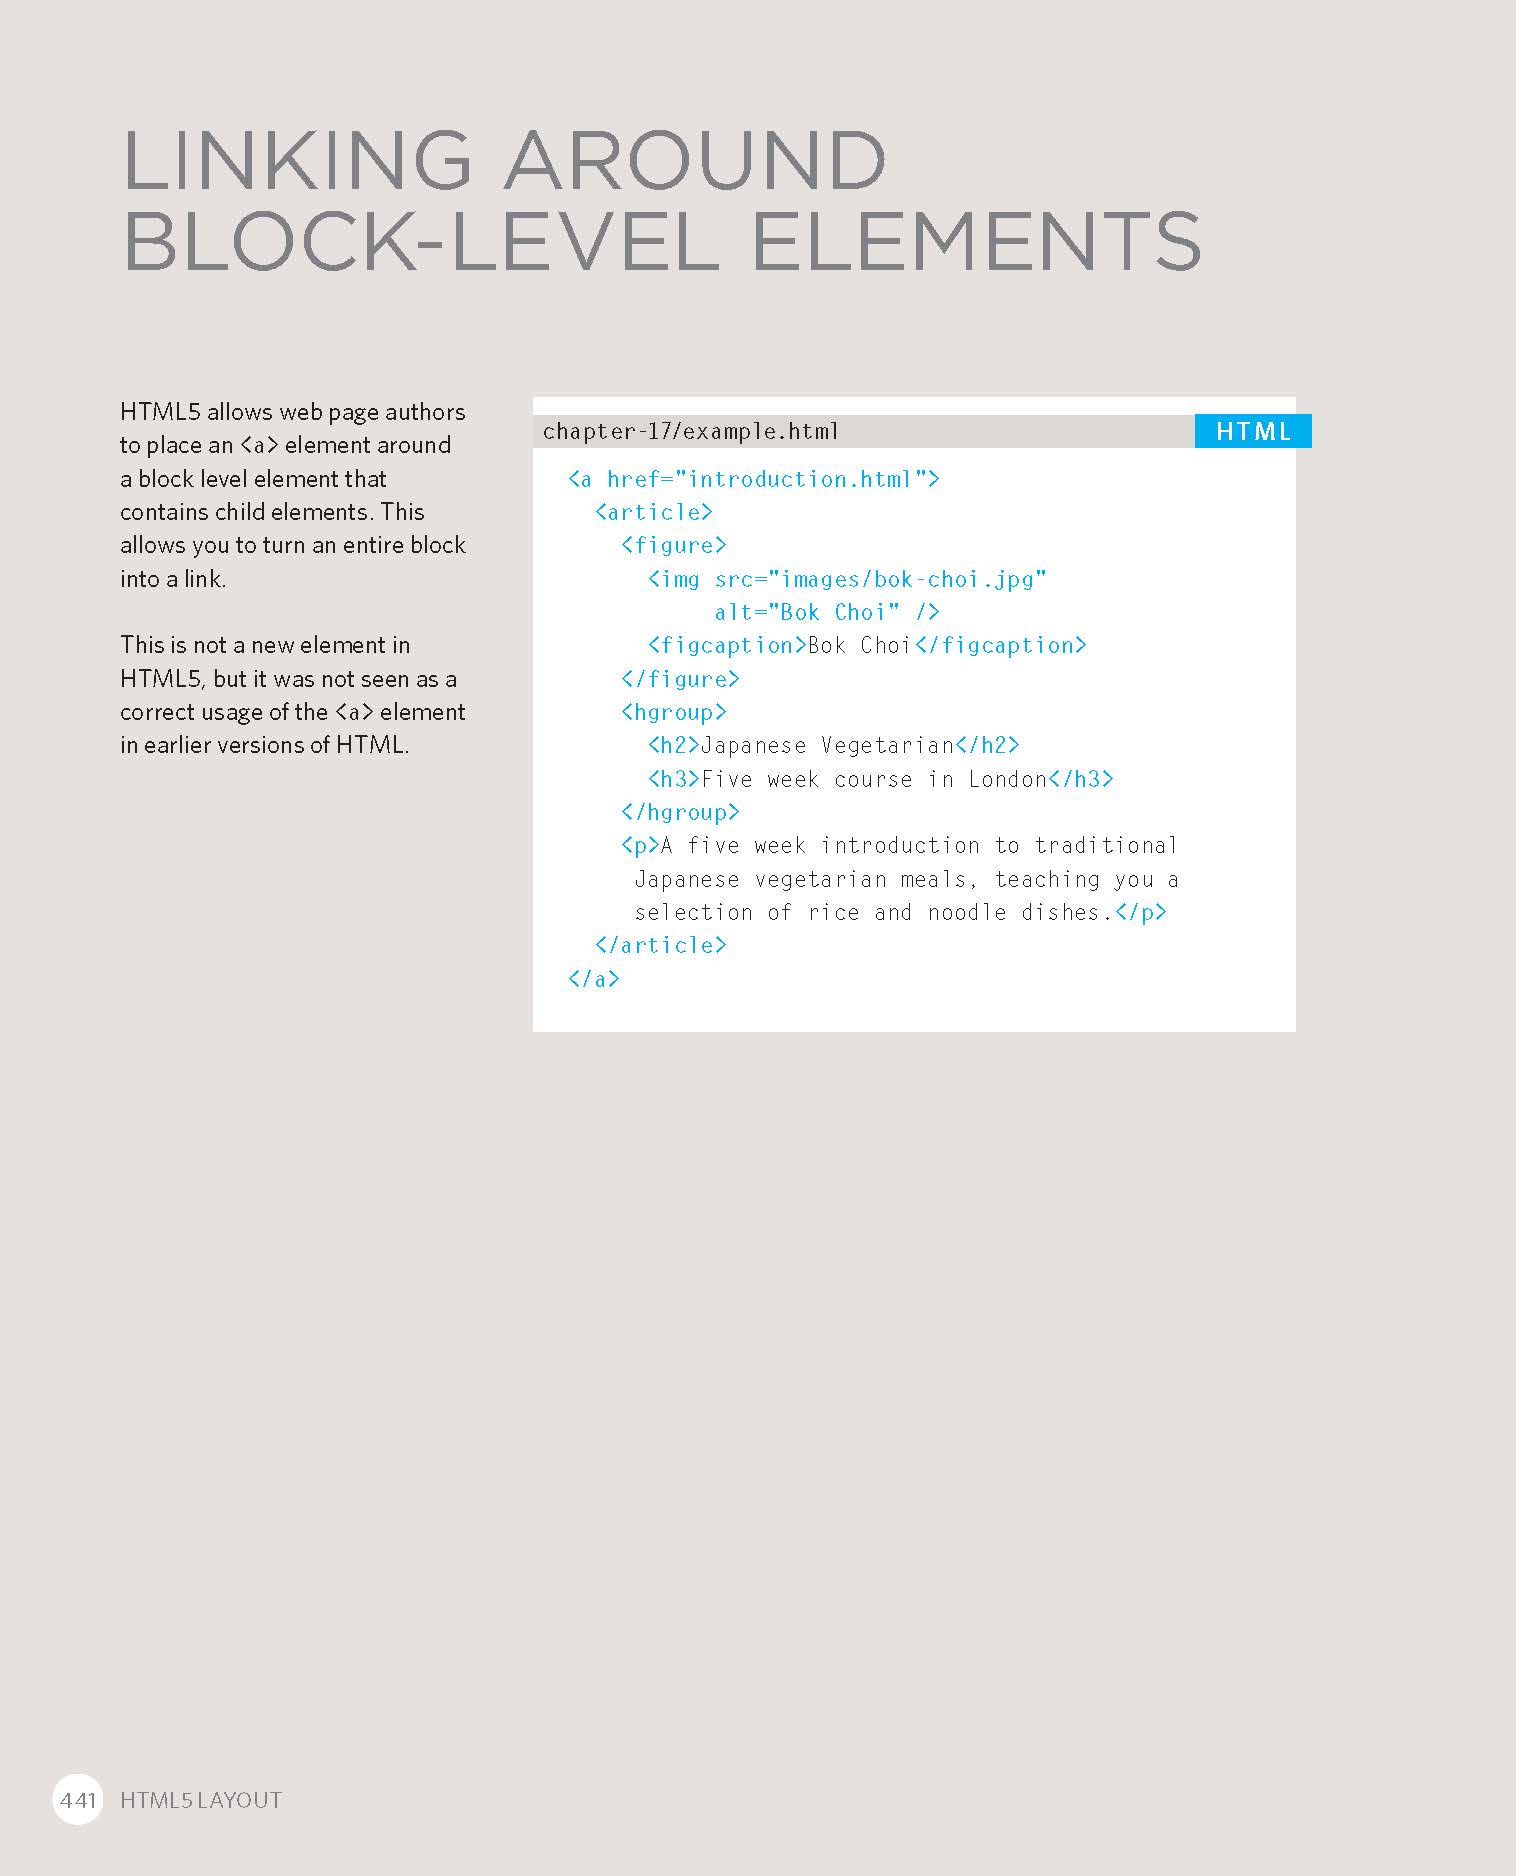 LINKING AROUND
BLOCK-LEVEL ELEMENTS
HTML5 allows web page authors
to place an <a> element around
a block level element that
contains child elements. This
allows you to turn an entire block
into a link.
This is not a new element in
HTML5, but it was not seen as a
correct usage of the <a> element
in earlier versions of HTML.
chapter-17/example.html
HTML
<a href="introduction.html">
<article>
<figure>
<img src="images/bok-choi.jpg"
alt="Bok Choi" />
<figcaption>Bok Choi</figcaption>
</figure>
<hgroup>
<h2>Japanese Vegetarian</h2>
<h3>Five week course in London</h3>
</hgroup>
<p>A five week introduction to traditional
Japanese vegetarian meals, teaching you a
selection of rice and noodle dishes.</p>
</article>
</a>
441 HTML5 LAYOUT